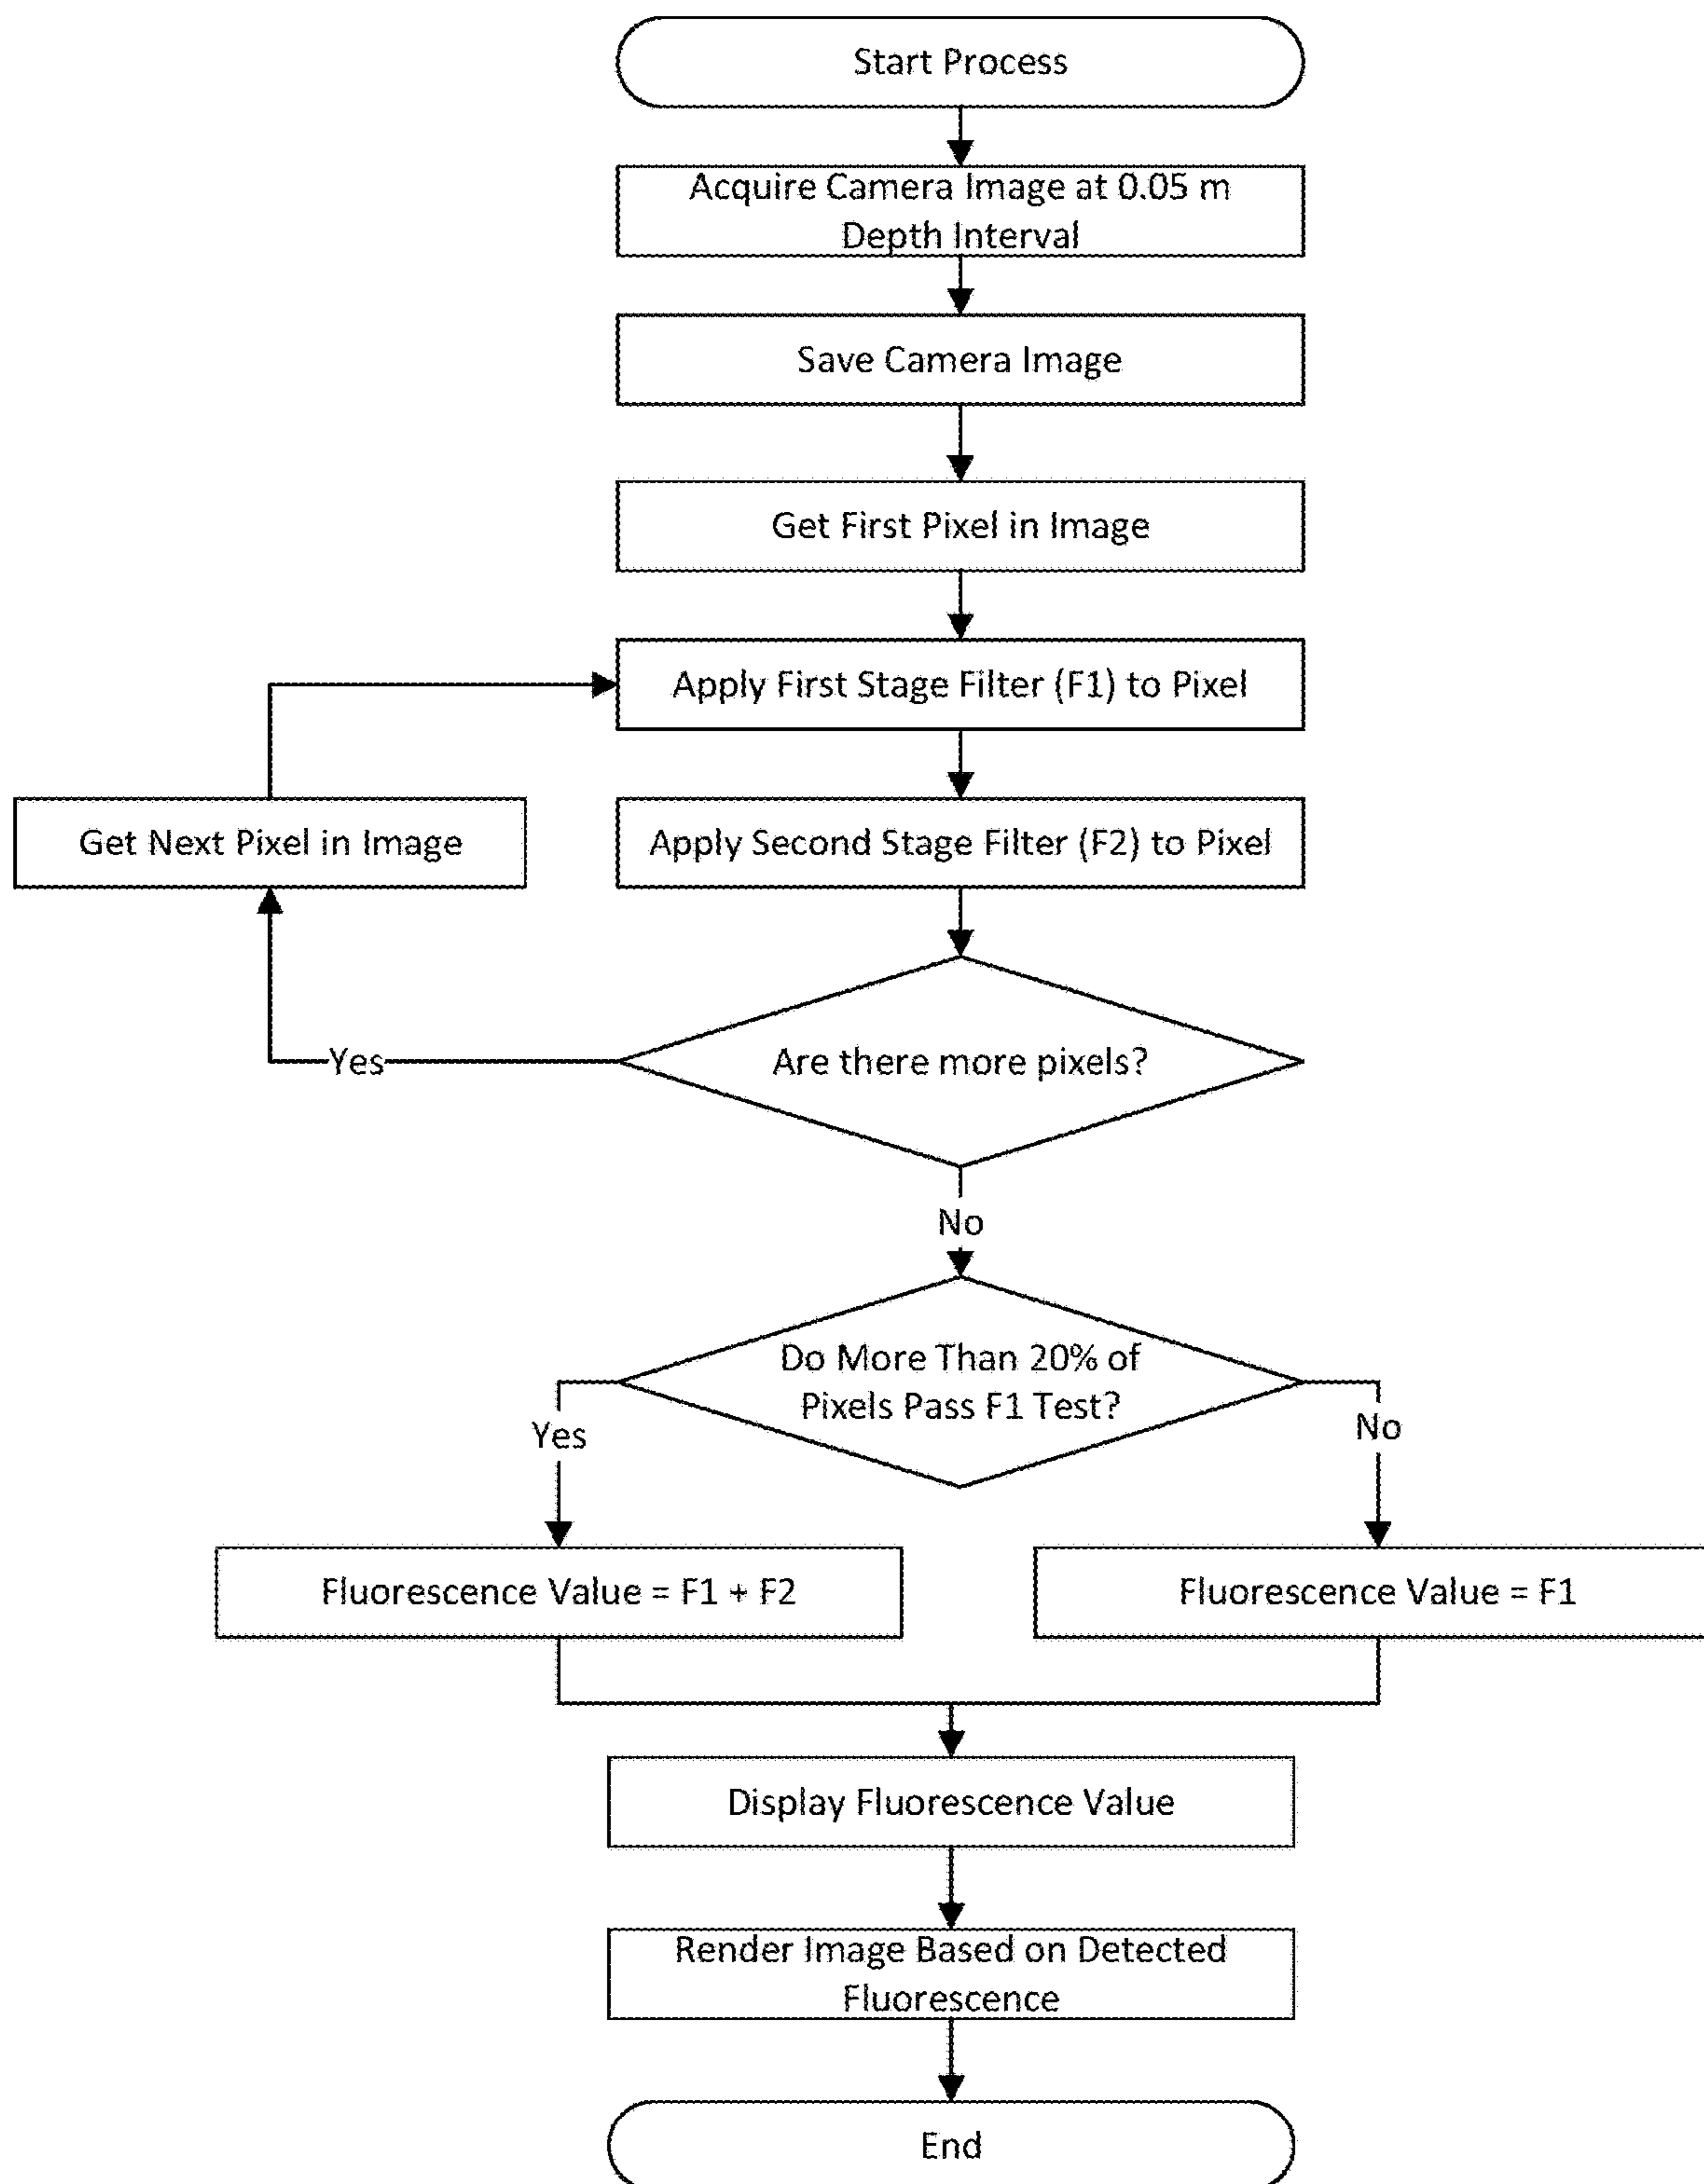 Start Process
Acquire Camera Image at 0.05 m
Depth Interval
Save Camera Image
Get First Pixel in Image
Apply First Stage Filter (F1) to Pixel
Get Next Pixel in Image
Apply Second Stage Filter (F2) to Pixel
Are there more pixels?
Yes
No
Do More Than 20% of
Pixels Pass F1 Test?
Yes
No
Fluorescence Value = F1 + F2
Fluorescence Value = F1
Display Fluorescence Value
Render Image Based on Detected
Fluorescence
End